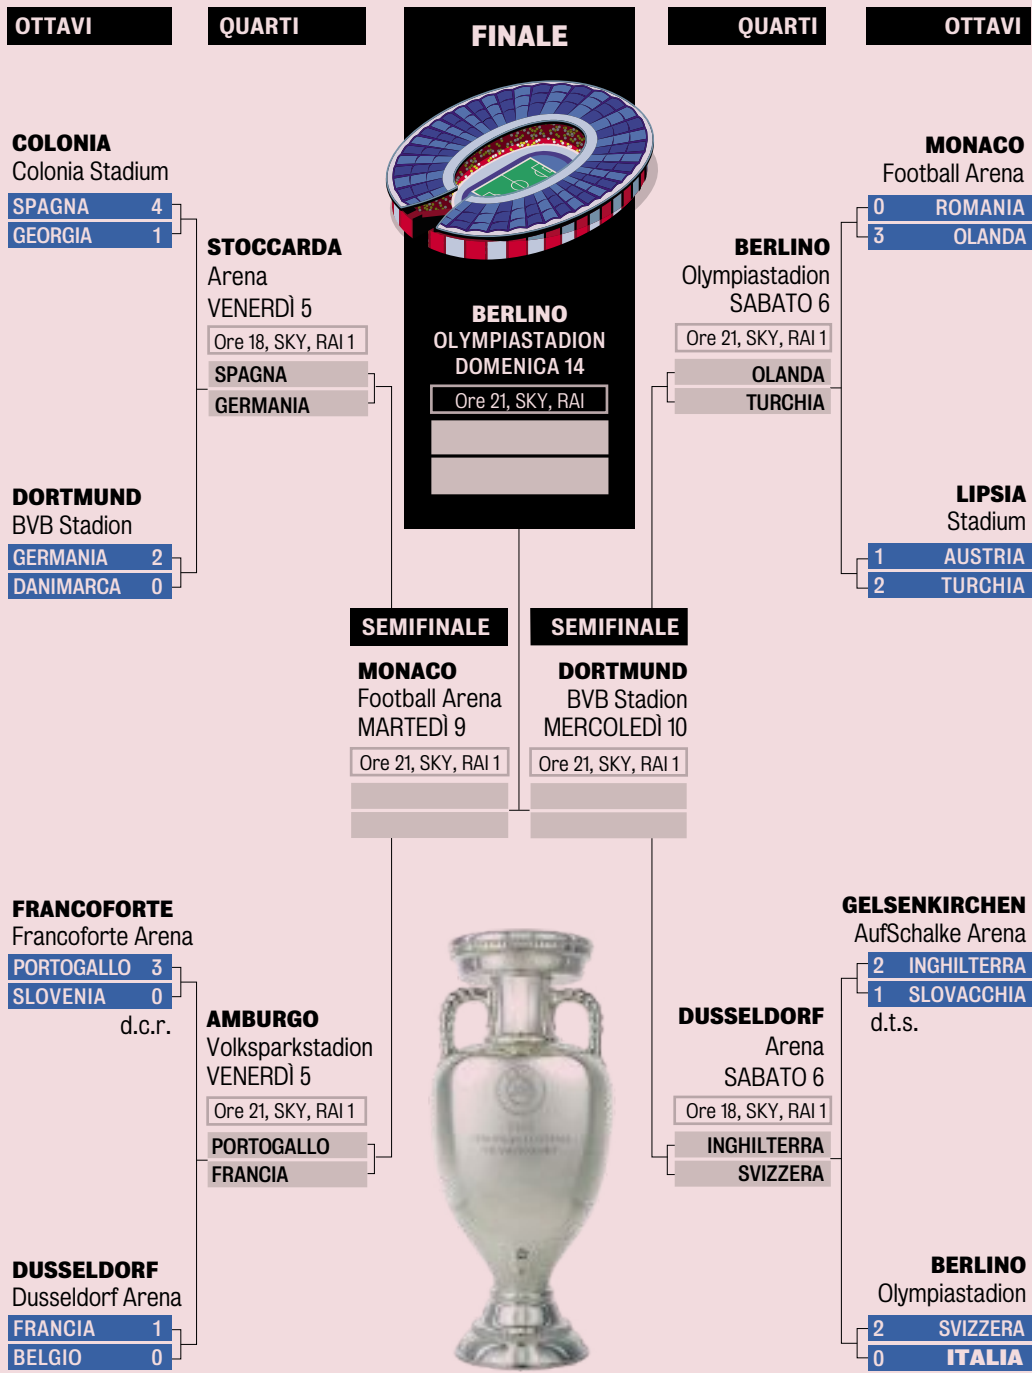 OTTAVI
QUARTI
FINALE
QUARTI
OTTAVI
COLONIA
Colonia Stadium
SPAGNA 4
GEORGIA 1
STOCCARDA
Arena
VENERDÌ 5
Ore 18, SKY, RAI 1
SPAGNA
GERMANIA
DORTMUND
BVB Stadion
GERMANIA 2
DANIMARCA 0
BERLINO
OLYMPIASTADION
DOMENICA 14
Ore 21, SKY, RAI
MONACO
Football Arena
0 ROMANIA
3 OLANDA
BERLINO
Olympiastadion
SABATO 6
Ore 21, SKY, RAI 1
OLANDA
TURCHIA
LIPSIA
Stadium
1 AUSTRIA
2 TURCHIA
SEMIFINALE
MONACO
Football Arena
MARTEDÌ 9
Ore 21, SKY, RAI 1
SEMIFINALE
DORTMUND
BVB Stadion
MERCOLEDÌ 10
Ore 21, SKY, RAI 1
FRANCOFORTE
Francoforte Arena
PORTOGALLO 3
SLOVENIA 0
d.c.r.
AMBURGO
Volksparkstadion
VENERDÌ 5
Ore 21, SKY, RAI 1
PORTOGALLO
FRANCIA
DUSSELDORF
Dusseldorf Arena
FRANCIA 1
BELGIO 0
GELSENKIRCHEN
AufSchalke Arena
2 INGHILTERRA
1 SLOVACCHIA
d.t.s.
DUSSELDORF
Arena
SABATO 6
Ore 18, SKY, RAI 1
INGHILTERRA
SVIZZERA
BERLINO
Olympiastadion
2 SVIZZERA
0 ITALIA